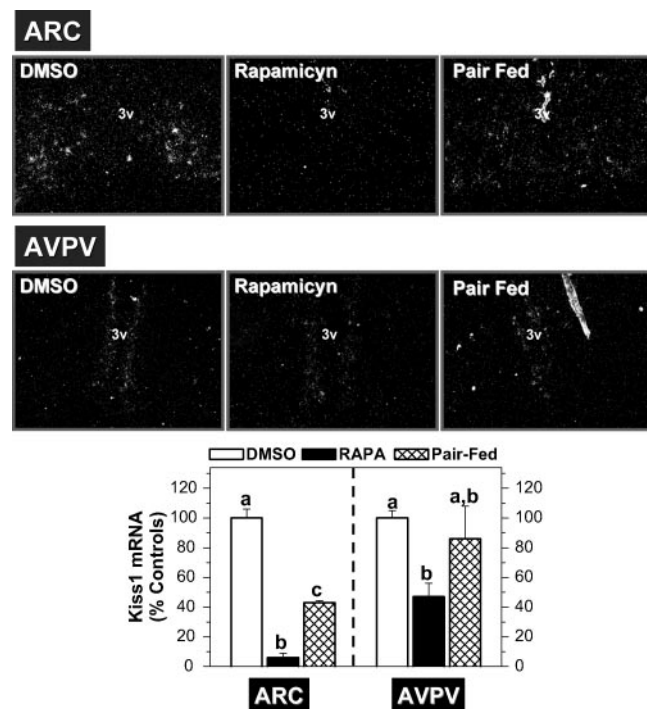 ARC
DMSO Rapamicyn Pair Fed
3v 3v 3v
AVPV
DMSO Rapamicyn Pair Fed
3v 3v 3v
DMSO RAPA Pair-Fed
Kiss1 mRNA
(% Controls)
120 120
100 100
80 80
60 60
40 40
20 20
0 0
a b c a b a,b
ARC AVPV